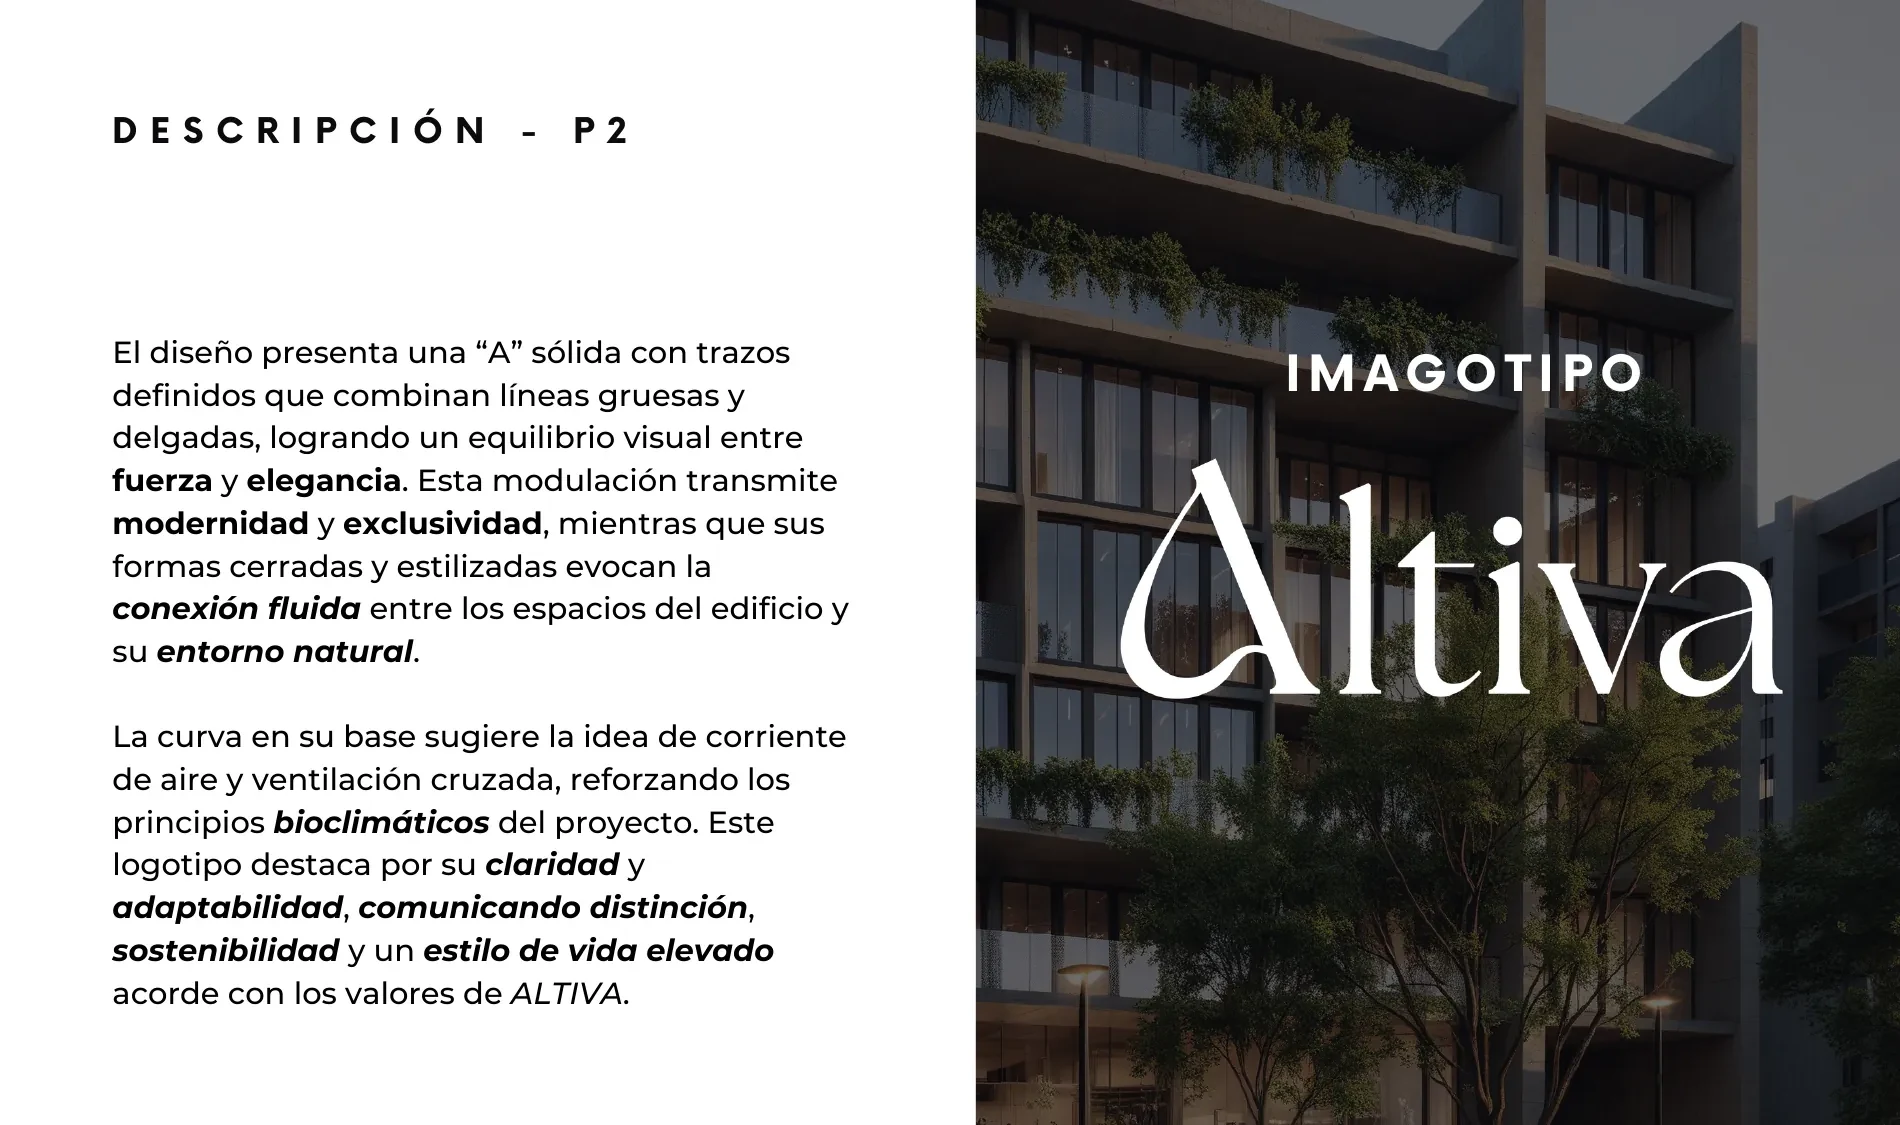 DESCRIPCIÓN - P2
El diseño presenta una “A” sólida con trazos
definidos que combinan líneas gruesas y
delgadas, logrando un equilibrio visual entre
fuerza y elegancia. Esta modulación transmite
modernidad y exclusividad, mientras que sus
formas cerradas y estilizadas evocan la
conexión fluida entre los espacios del edificio y
su entorno natural.
La curva en su base sugiere la idea de corriente
de aire y ventilación cruzada, reforzando los
principios bioclimáticos del proyecto. Este
logotipo destaca por su claridad y
adaptabilidad, comunicando distinción,
sostenibilidad y un estilo de vida elevado
acorde con los valores de ALTIVA.
IMAGOTIPO
Altiva